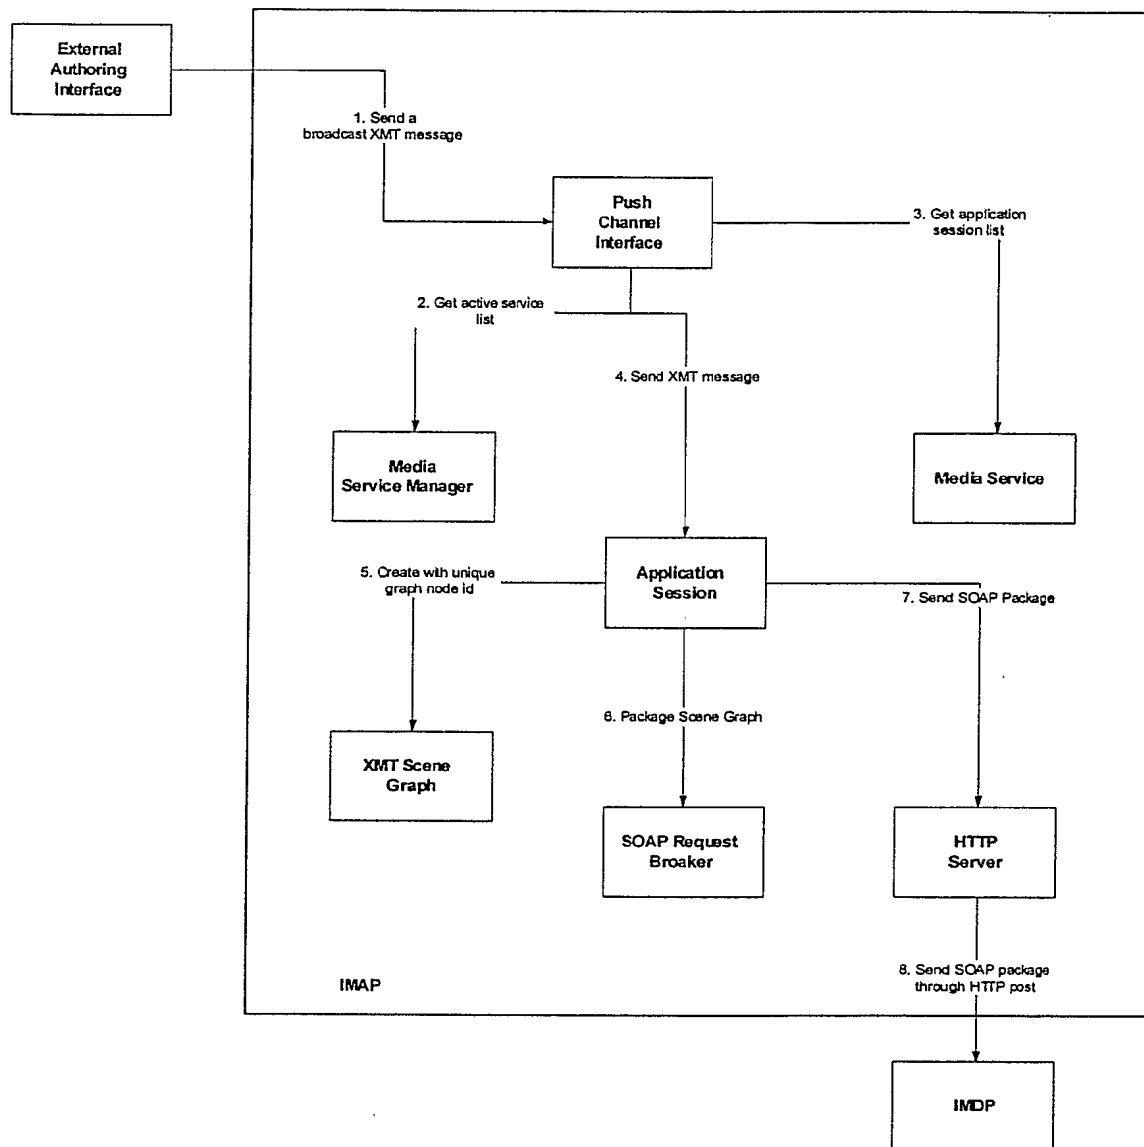 External
Authoring
Interface
1. Send a
broadcast XMT message
Push
Channel
Interface
3. Get application
session list
2. Get active service
list
4. Send XMT message
Media
Service Manager
Media Service
5. Create with unique
graph node id
Application
Session
7. Send SOAP Package
6. Package Scene Graph
XMT Scene
Graph
SOAP Request
Broaker
HTTP
Server
8. Send SOAP package
through HTTP post
IMAP
IMDP